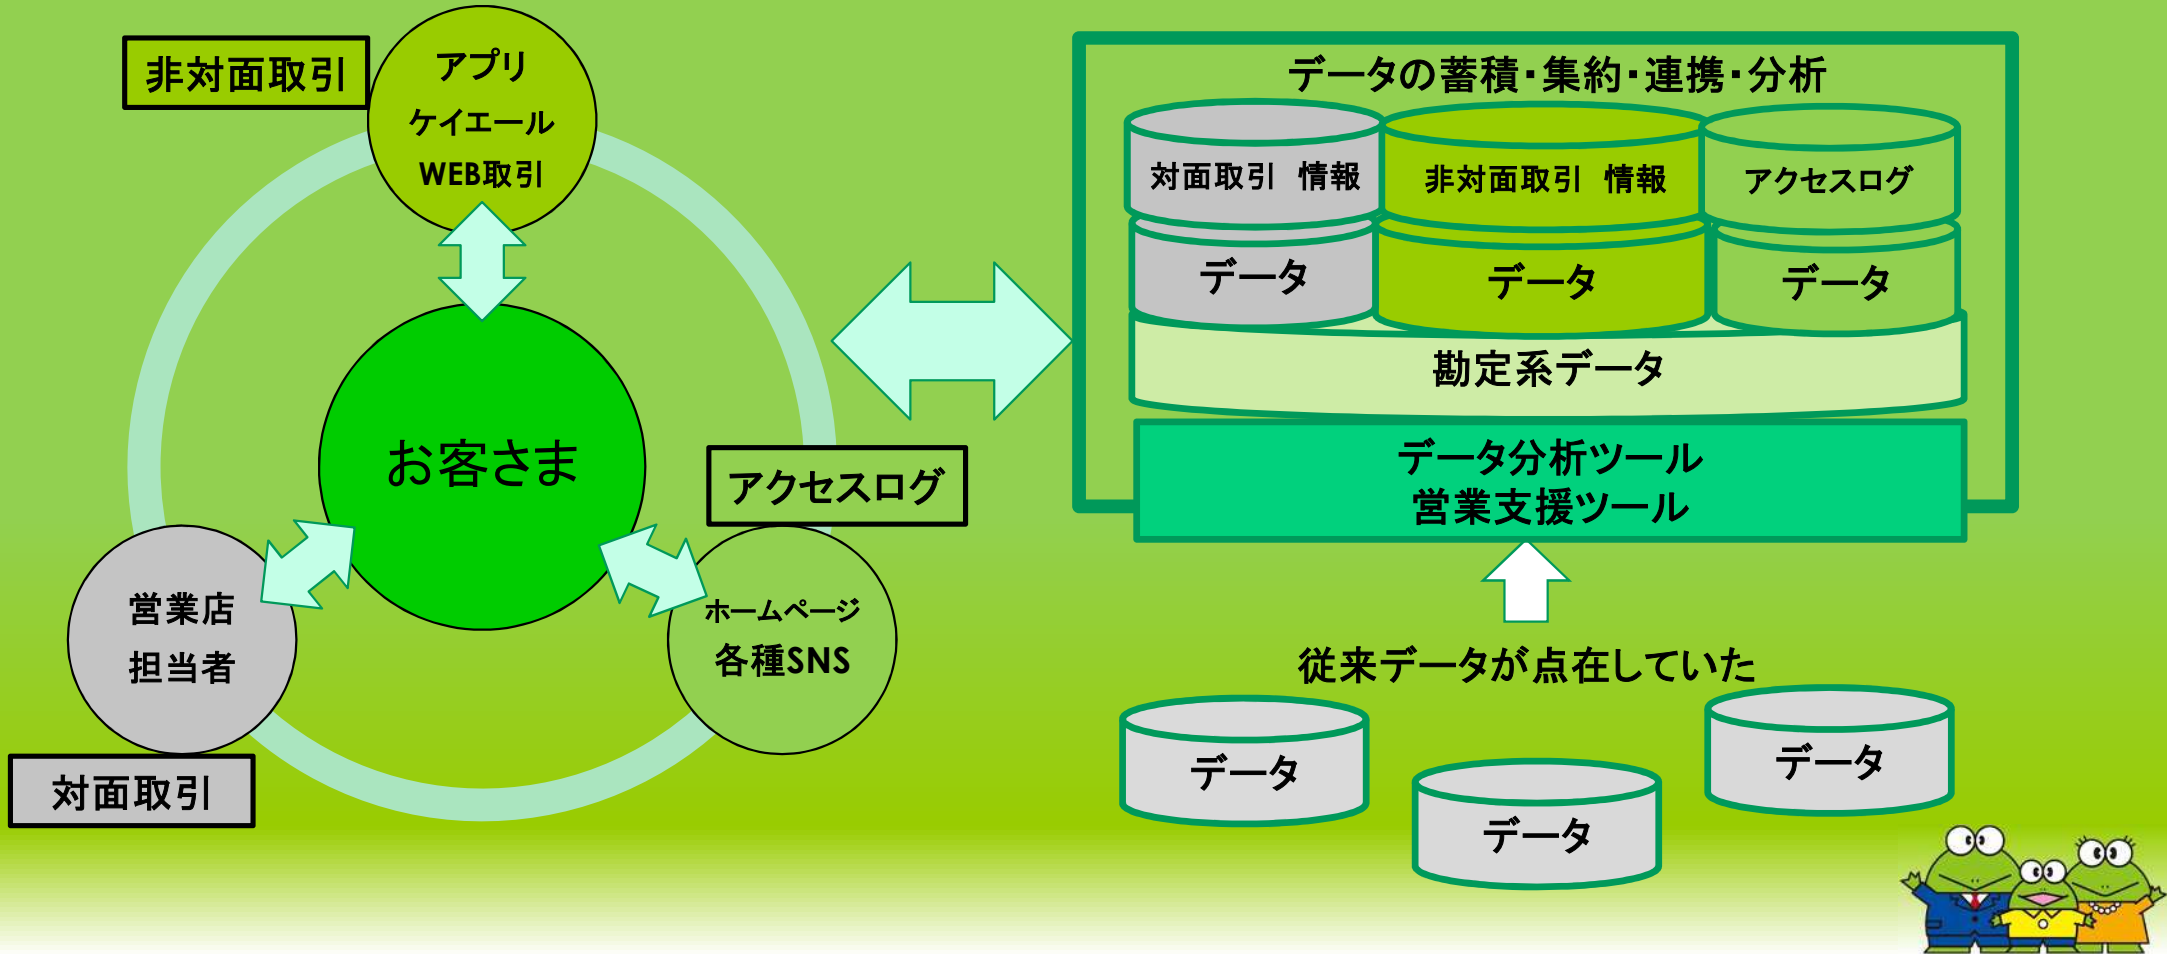 非対面取引
アプリ
ケイエール
WEB取引
お客さま
アクセスログ
営業店
担当者
ホームページ
各種SNS
対面取引
データの蓄積・集約・連携・分析
対面取引 情報
非対面取引 情報
アクセスログ
データ
データ
データ
勘定系データ
データ分析ツール
営業支援ツール
従来データが点在していた
データ
データ
データ